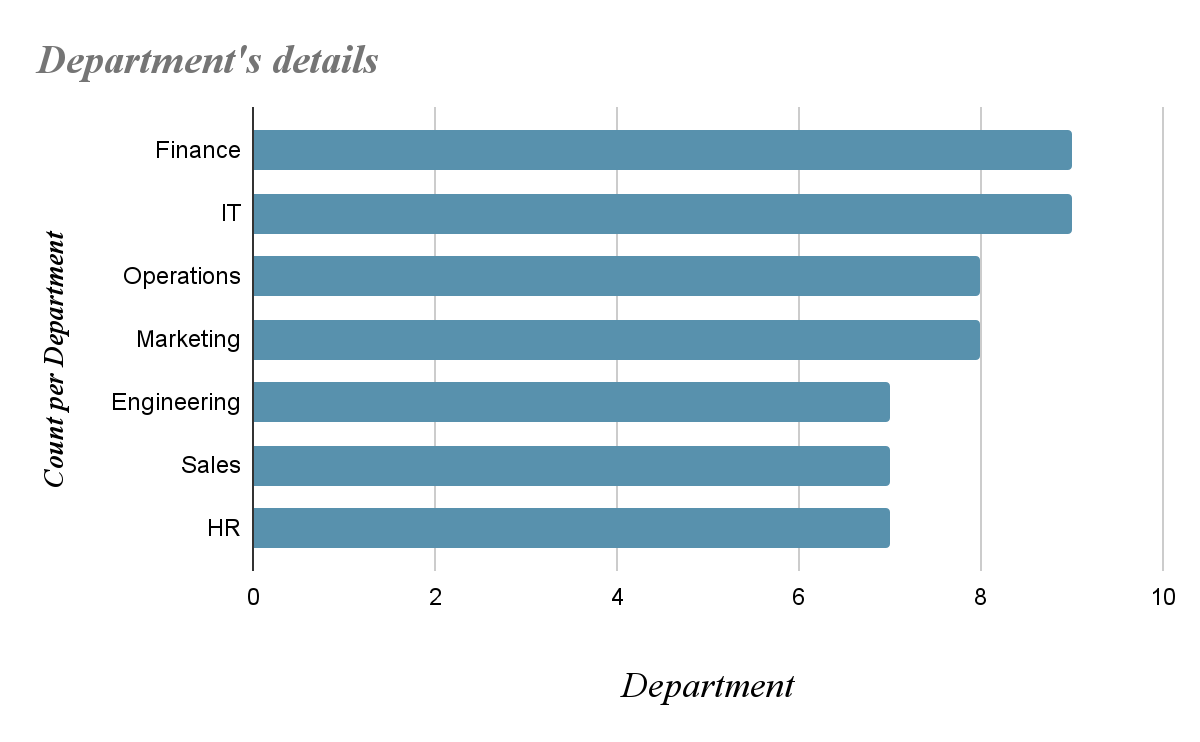 Department's details
Count per Department
Finance
IT
Operations
Marketing
Engineering
Sales
HR
0 2 4 6 8 10
Department